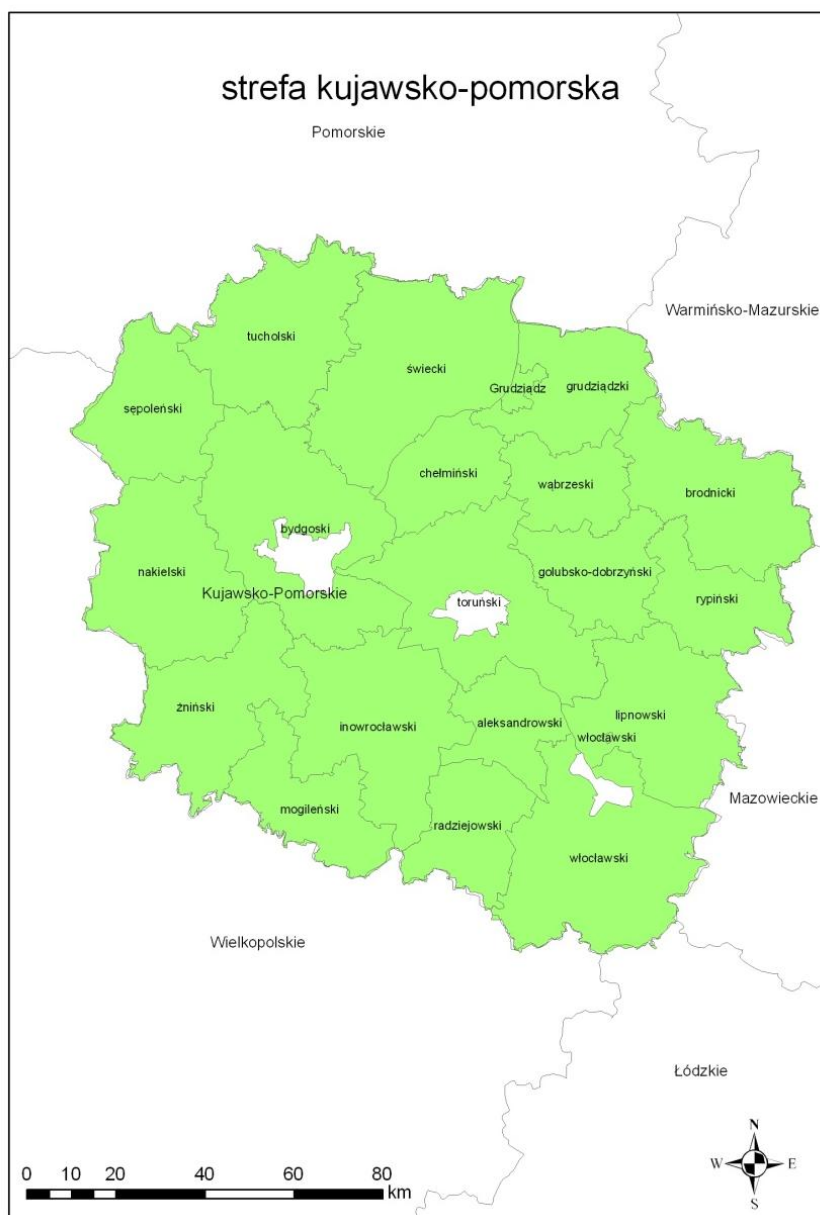 strefa kujawsko-pomorska
Pomorskie
Warmińsko-Mazurskie
tucholski
świecki
Grudziądz
grudziądzki
sępoleński
chełmiński
wąbrzeski
brodnicki
bydgoski
nakielski
golubsko-dobrzyński
Kujawsko-Pomorskie
toruński
rypiński
żniński
inowrocławski
aleksandrowski
lipnowski
włocławski
mogileński
radziejowski
Mazowieckie
włocławski
Wielkopolskie
Łódzkie
N
W E
S
0 10 20 40 60 80
km